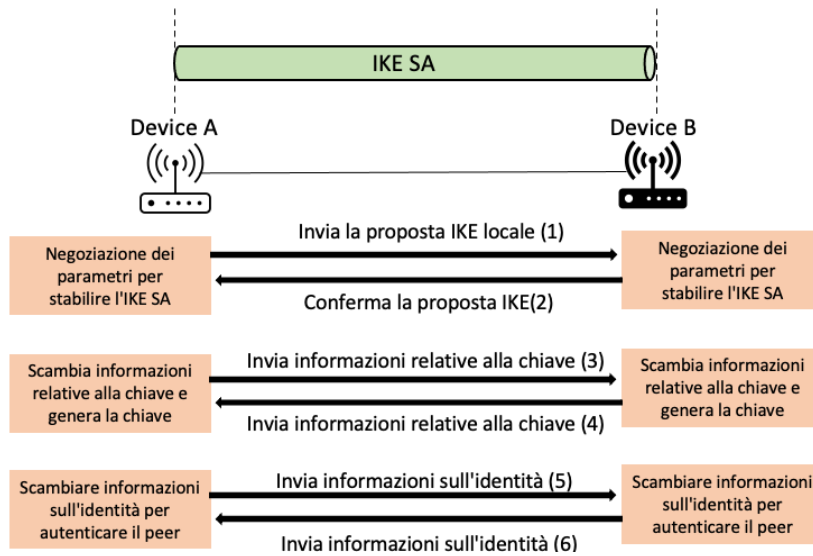 IKE SA
Device A
Device B
Invia la proposta IKE locale (1)
Negoziazione dei
parametri per
stabilire l'IKE SA
Negoziazione dei
parametri per
stabilire l'IKE SA
Conferma la proposta IKE(2)
Invia informazioni relative alla chiave (3)
Scambia informazioni
relative alla chiave e
genera la chiave
Scambia informazioni
relative alla chiave e
genera la chiave
Invia informazioni relative alla chiave (4)
Invia informazioni sull'identità (5)
Scambiare informazioni
sull'identità per
autenticare il peer
Scambiare informazioni
sull'identità per
autenticare il peer
Invia informazioni sull'identità (6)